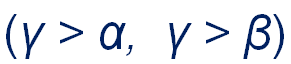 (γ > α, γ > β)